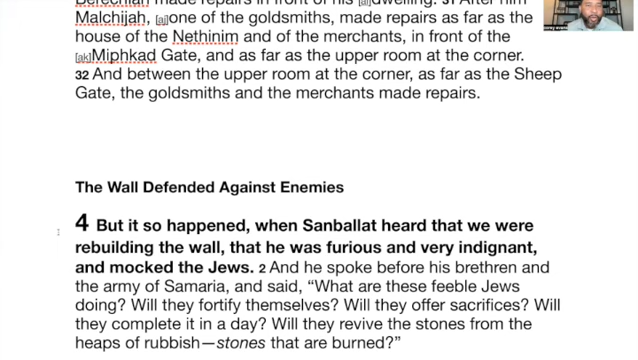 Berechiah made repairs in front of his [ai]dwelling. 31 After him
Malchijah, [aj]one of the goldsmiths, made repairs as far as the
house of the Nethinim and of the merchants, in front of the
[ak]Miphkad Gate, and as far as the upper room at the corner.
32 And between the upper room at the corner, as far as the Sheep
Gate, the goldsmiths and the merchants made repairs.
The Wall Defended Against Enemies
4 But it so happened, when Sanballat heard that we were
rebuilding the wall, that he was furious and very indignant,
and mocked the Jews. 2 And he spoke before his brethren and
the army of Samaria, and said, “What are these feeble Jews
doing? Will they fortify themselves? Will they offer sacrifices? Will
they complete it in a day? Will they revive the stones from the
heaps of rubbish—stones that are burned?”